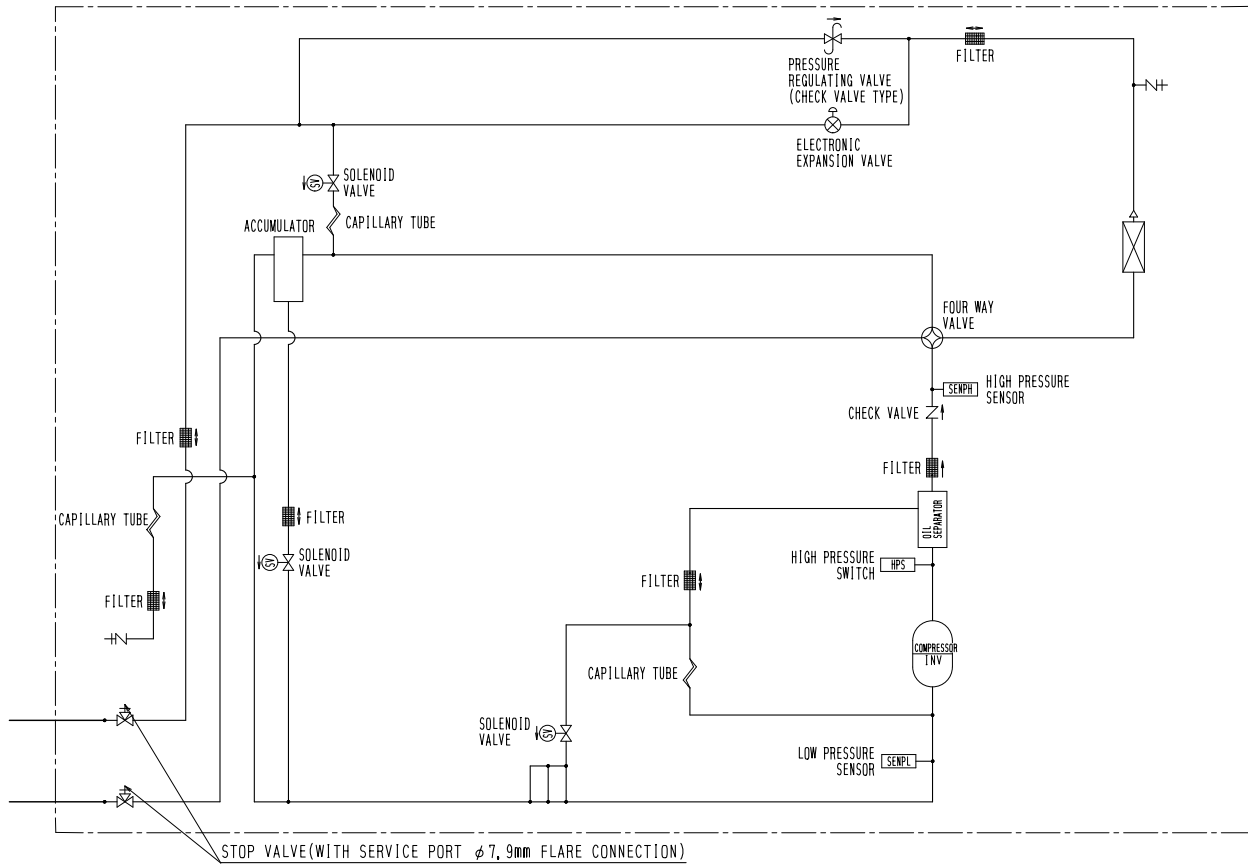 FILTER
PRESSURE
REGULATING VALVE
(CHECK VALVE TYPE)
ELECTRONIC
EXPANSION VALVE
SV
SOLENOID
VALVE
CAPILLARY TUBE
ACCUMULATOR
FOUR WAY
VALVE
SENPH
HIGH PRESSURE
SENSOR
CHECK VALVE
FILTER
FILTER
OIL
SEPARATOR
CAPILLARY TUBE
FILTER
SV
SOLENOID
VALVE
HIGH PRESSURE
SWITCH
HPS
FILTER
FILTER
COMPRESSOR
INV
CAPILLARY TUBE
SOLENOID
VALVE
SV
LOW PRESSURE
SENSOR
SENPL
STOP VALVE(WITH SERVICE PORT φ7,9mm FLARE CONNECTION)